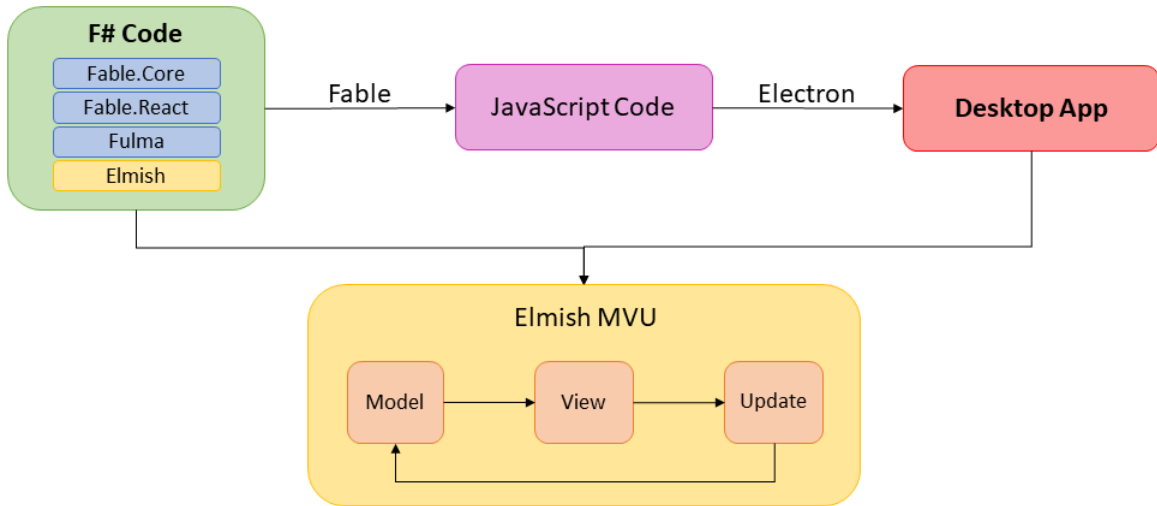 F# Code
Fable.Core
Fable.React
Fulma
Elmish
Fable
JavaScript Code
Electron
Desktop App
Elmish MVU
Model
View
Update